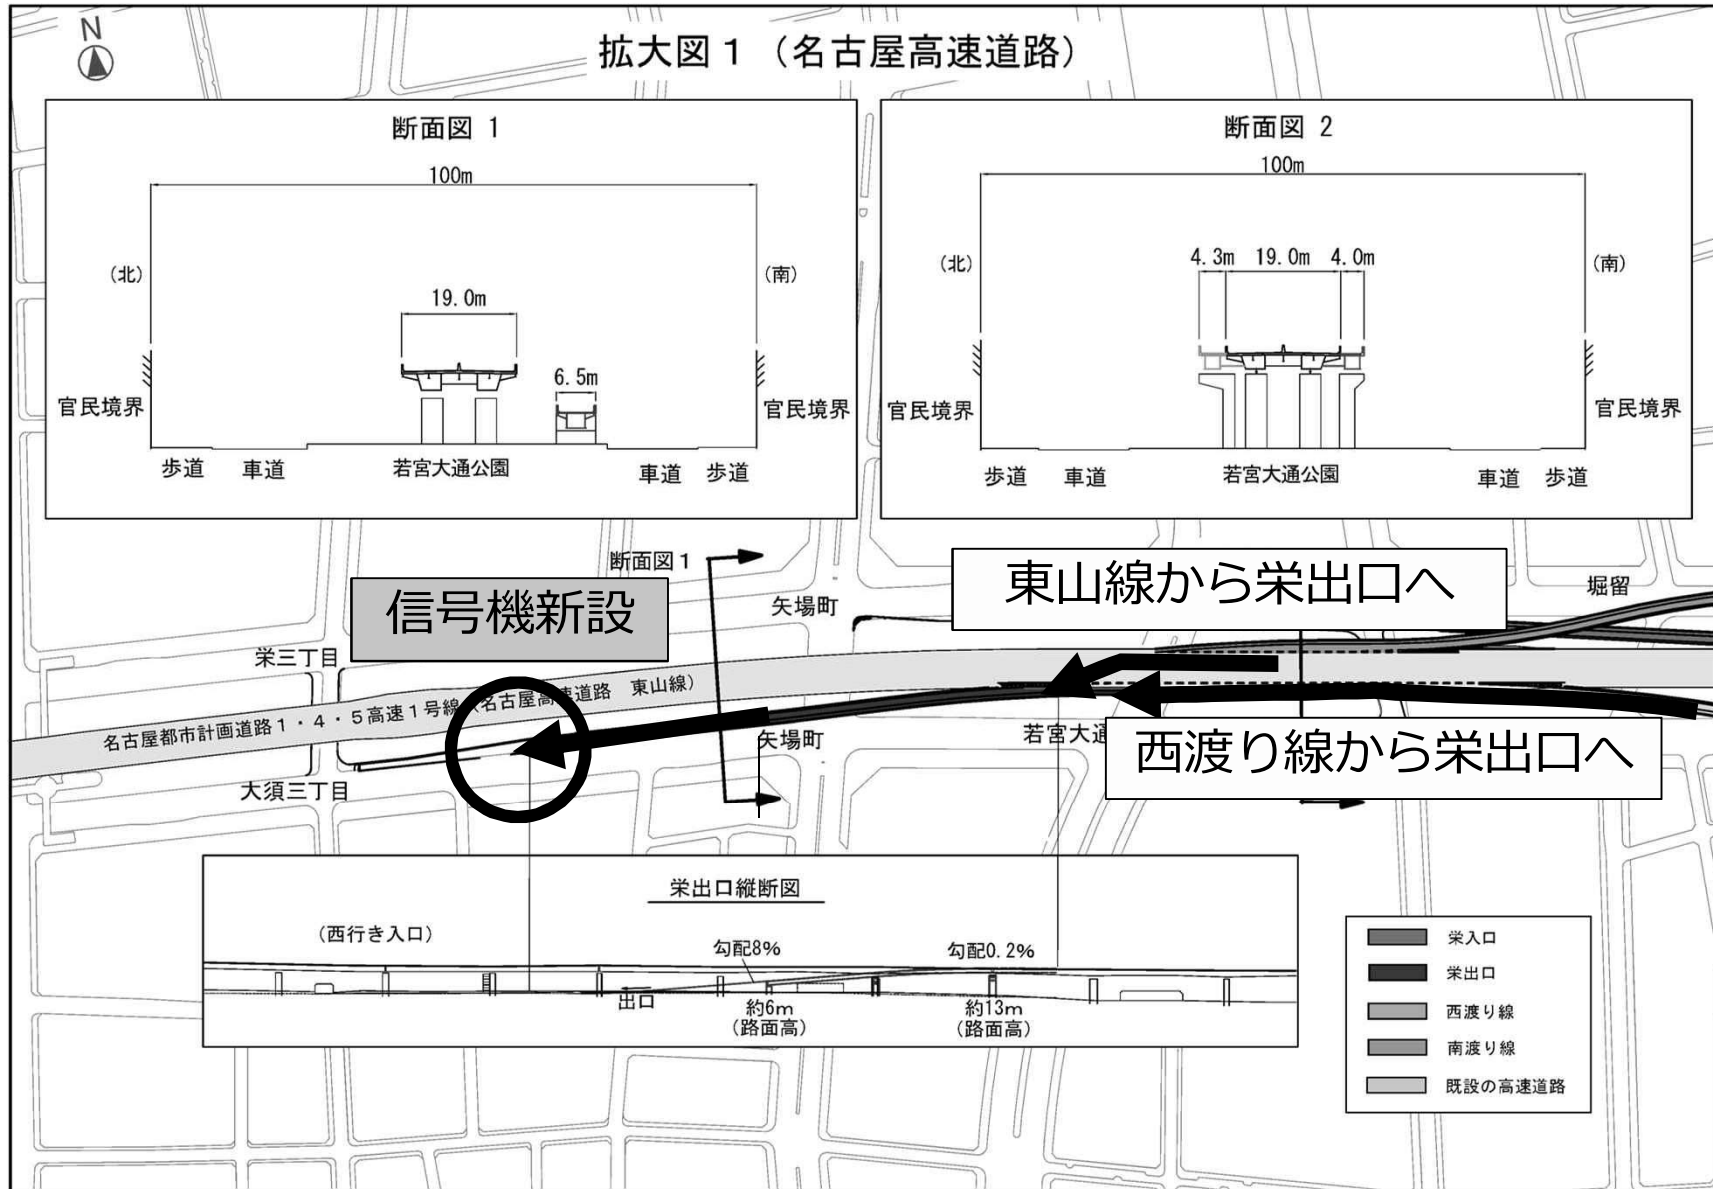 N
拡大図1（名古屋高速道路）
断面図 1
100m
(北)
(南)
19.0m
6.5m
官民境界
官民境界
歩道
車道
若宮大通公園
車道
歩道
断面図 2
100m
(北)
(南)
4.3m
19.0m
4.0m
官民境界
官民境界
歩道
車道
若宮大通公園
車道
歩道
断面図1
信号機新設
矢場町
東山線から栄出口へ
堀留
栄三丁目
名古屋都市計画道路1・4・5高速1号線（名古屋高速道路 東山線）
矢場町
若宮大通
西渡り線から栄出口へ
大須三丁目
栄出口縦断図
(西行き入口)
勾配8%
勾配0.2%
出口
約6m
(路面高)
約13m
(路面高)
栄入口
栄出口
西渡り線
南渡り線
既設の高速道路